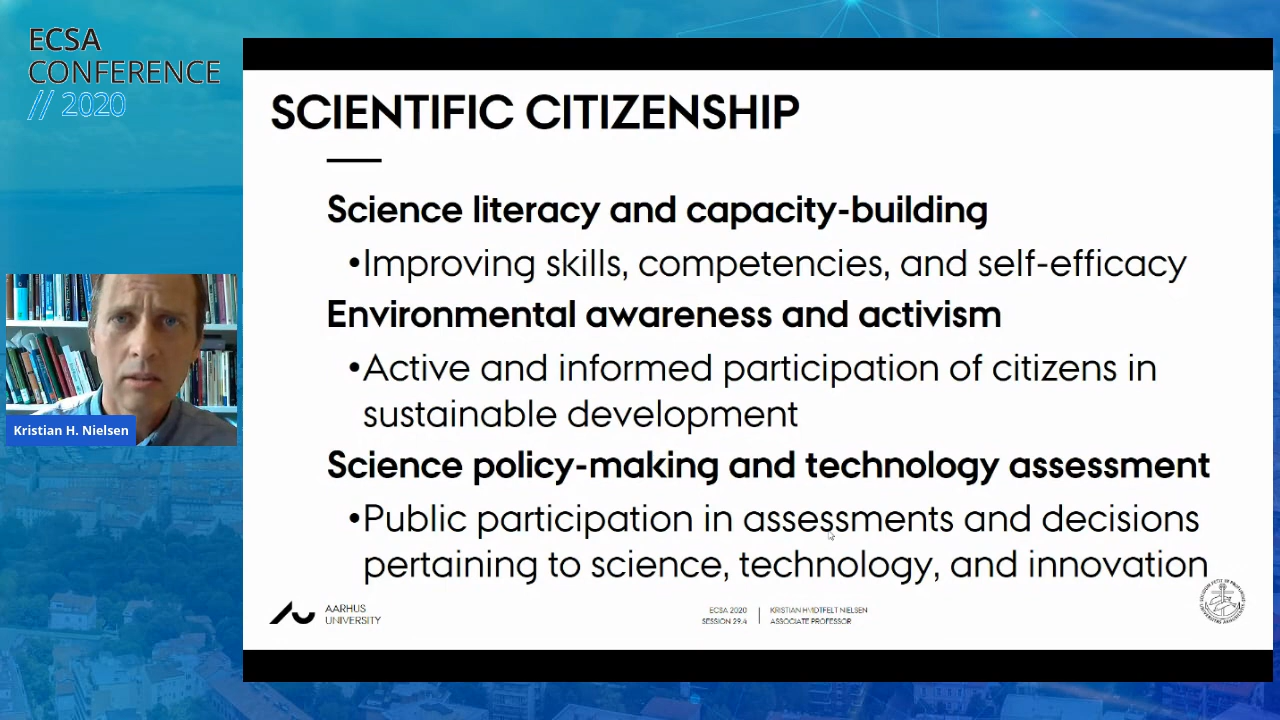 ECSA
CONFERENCE
// 2020
SCIENTIFIC CITIZENSHIP
Science literacy and capacity-building
•Improving skills, competencies, and self-efficacy
Environmental awareness and activism
•Active and informed participation of citizens in
sustainable development
Science policy-making and technology assessment
•Public participation in assessments and decisions
pertaining to science, technology, and innovation
Kristian H. Nielsen
AARHUS
UNIVERSITY
ECSA 2020
SESSION 29.4
KRISTIAN HVIDTFELT NIELSEN
ASSOCIATE PROFESSOR